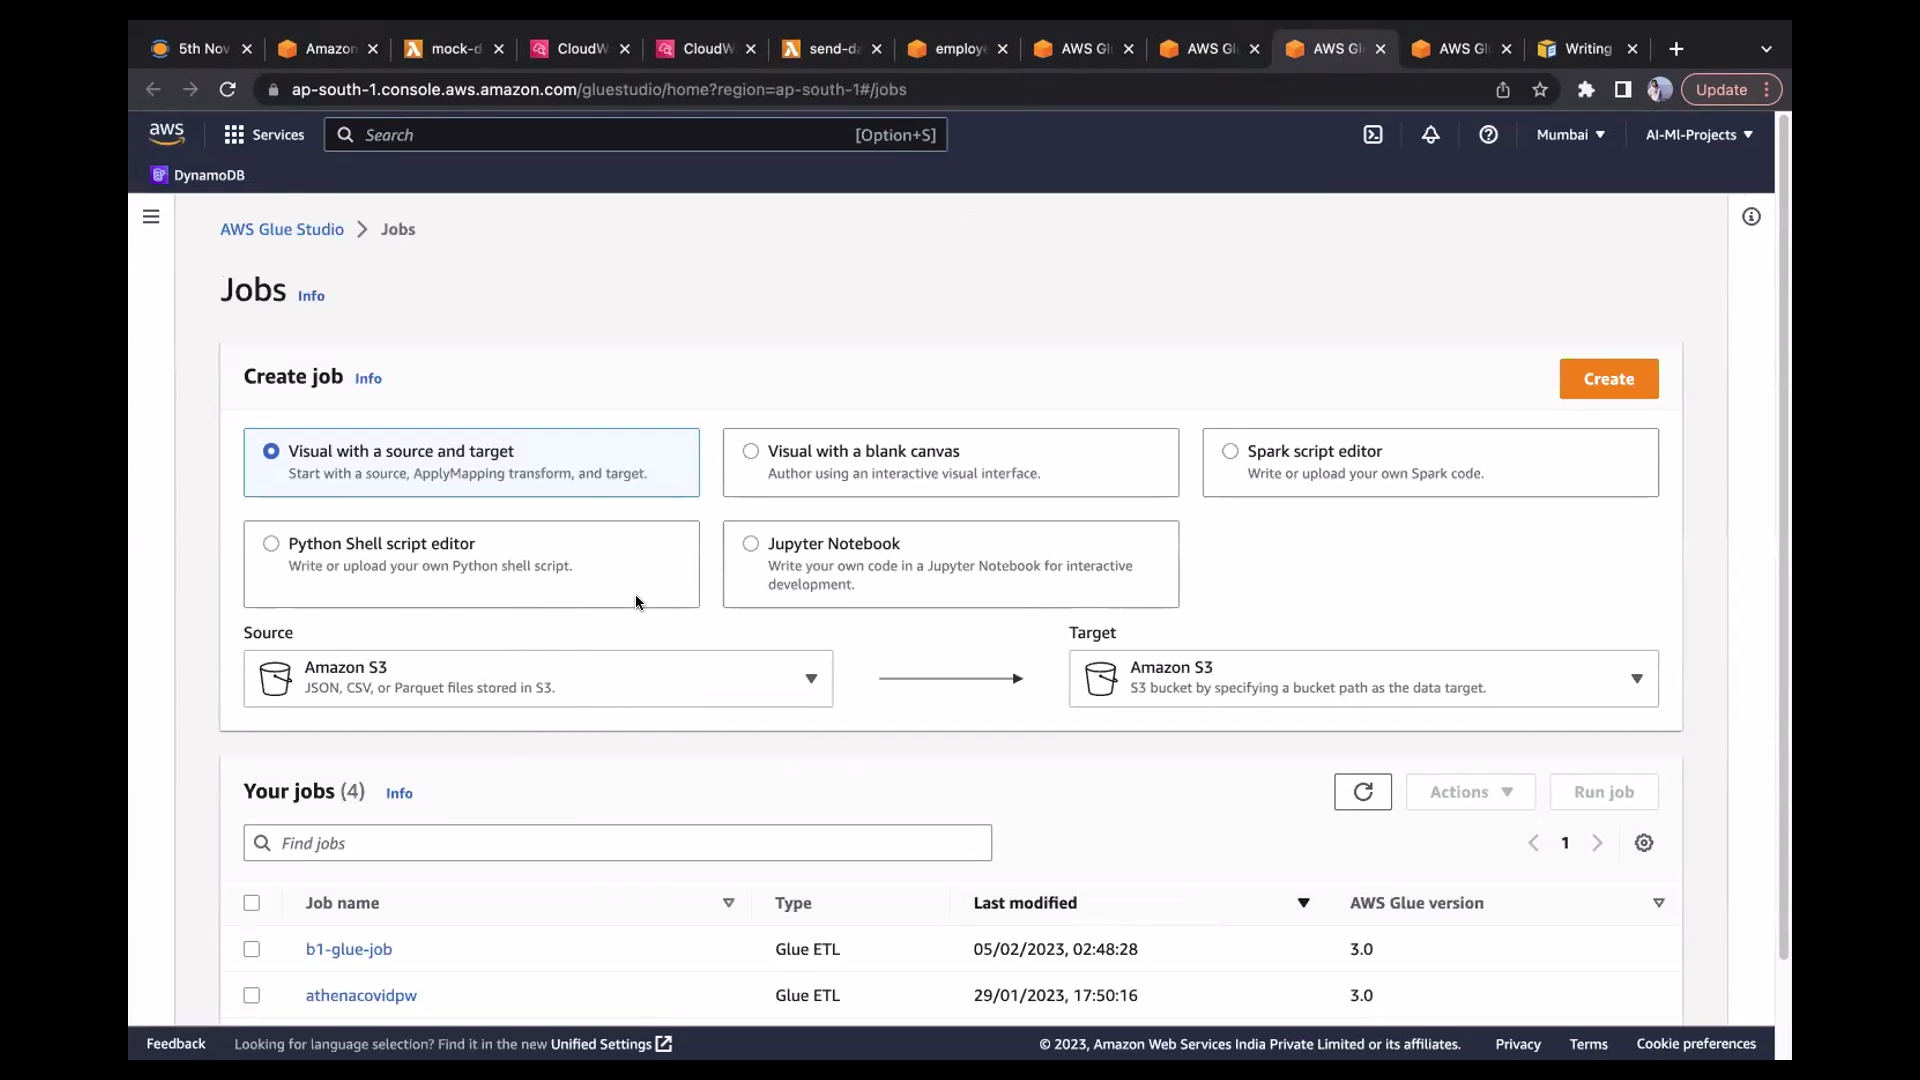 5th Nov
Amazon
mock-d
CloudW
CloudW
send-da
employe
AWS Gl
AWS Gl
AWS Gl
AWS Gl
Writing
ap-south-1.console.aws.amazon.com/gluestudio/home?region=ap-south-1#/jobs
Update
aws
Services
Search
[Option+S]
Mumbai
AI-Ml-Projects
DynamoDB
AWS Glue Studio > Jobs
Jobs Info
Create job Info
Create
Visual with a source and target
Start with a source, ApplyMapping transform, and target.
Visual with a blank canvas
Author using an interactive visual interface.
Spark script editor
Write or upload your own Spark code.
Python Shell script editor
Write or upload your own Python shell script.
Jupyter Notebook
Write your own code in a Jupyter Notebook for interactive
development.
Source
Amazon S3
JSON, CSV, or Parquet files stored in S3.
Target
Amazon S3
S3 bucket by specifying a bucket path as the data target.
Your jobs (4) Info
Actions
Run job
Find jobs
1
Job name Type Last modified AWS Glue version
b1-glue-job Glue ETL 05/02/2023, 02:48:28 3.0
athenacovidpw Glue ETL 29/01/2023, 17:50:16 3.0
Feedback
Looking for language selection? Find it in the new Unified Settings
© 2023, Amazon Web Services India Private Limited or its affiliates.
Privacy
Terms
Cookie preferences